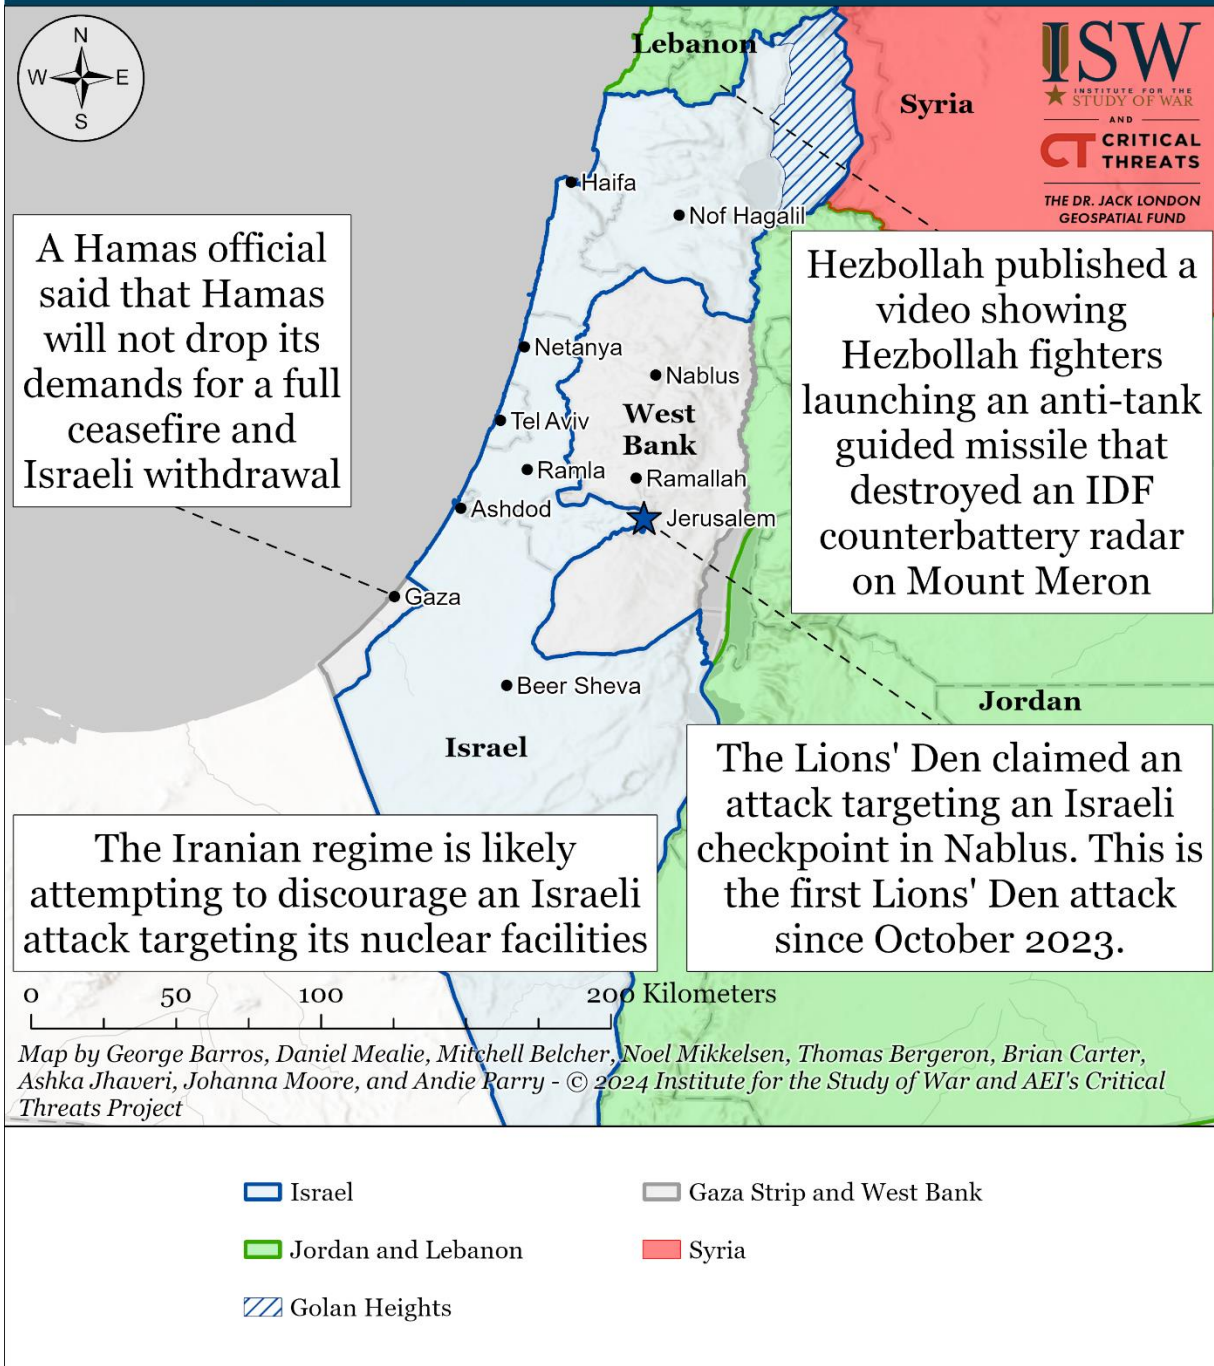 N
W
E
S
Lebanon
Syria
ISW
INSTITUTE FOR THE
STUDY OF WAR
AND
CT CRITICAL
THREATS
THE DR. JACK LONDON
GEOSPATIAL FUND
Haifa
Nof Hagalil
A Hamas official
said that Hamas
will not drop its
demands for a full
ceasefire and
Israeli withdrawal
Hezbollah published a
video showing
Hezbollah fighters
launching an anti-tank
guided missile that
destroyed an IDF
counterbattery radar
on Mount Meron
Netanya
Nablus
Tel Aviv
West
Bank
Ramla
Ramallah
Ashdod
Jerusalem
Gaza
Beer Sheva
Jordan
Israel
The Lions' Den claimed an
attack targeting an Israeli
checkpoint in Nablus. This is
the first Lions' Den attack
since October 2023.
The Iranian regime is likely
attempting to discourage an Israeli
attack targeting its nuclear facilities
0 50 100 200 Kilometers
Map by George Barros, Daniel Mealie, Mitchell Belcher, Noel Mikkelsen, Thomas Bergeron, Brian Carter,
Ashka Jhaveri, Johanna Moore, and Andie Parry - © 2024 Institute for the Study of War and AEI's Critical
Threats Project
Israel
Gaza Strip and West Bank
Jordan and Lebanon
Syria
Golan Heights